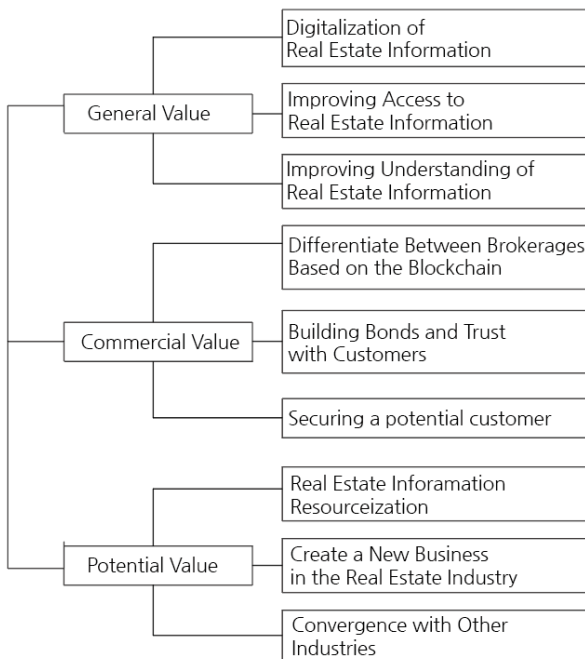 Digitalization of
Real Estate Information
General Value
Improving Access to
Real Estate Information
Improving Understanding of
Real Estate Information
Differentiate Between Brokerages
Based on the Blockchain
Commercial Value
Building Bonds and Trust
with Customers
Securing a potential customer
Real Estate Inforamation
Resourceization
Potential Value
Create a New Business
in the Real Estate Industry
Convergence with Other
Industries